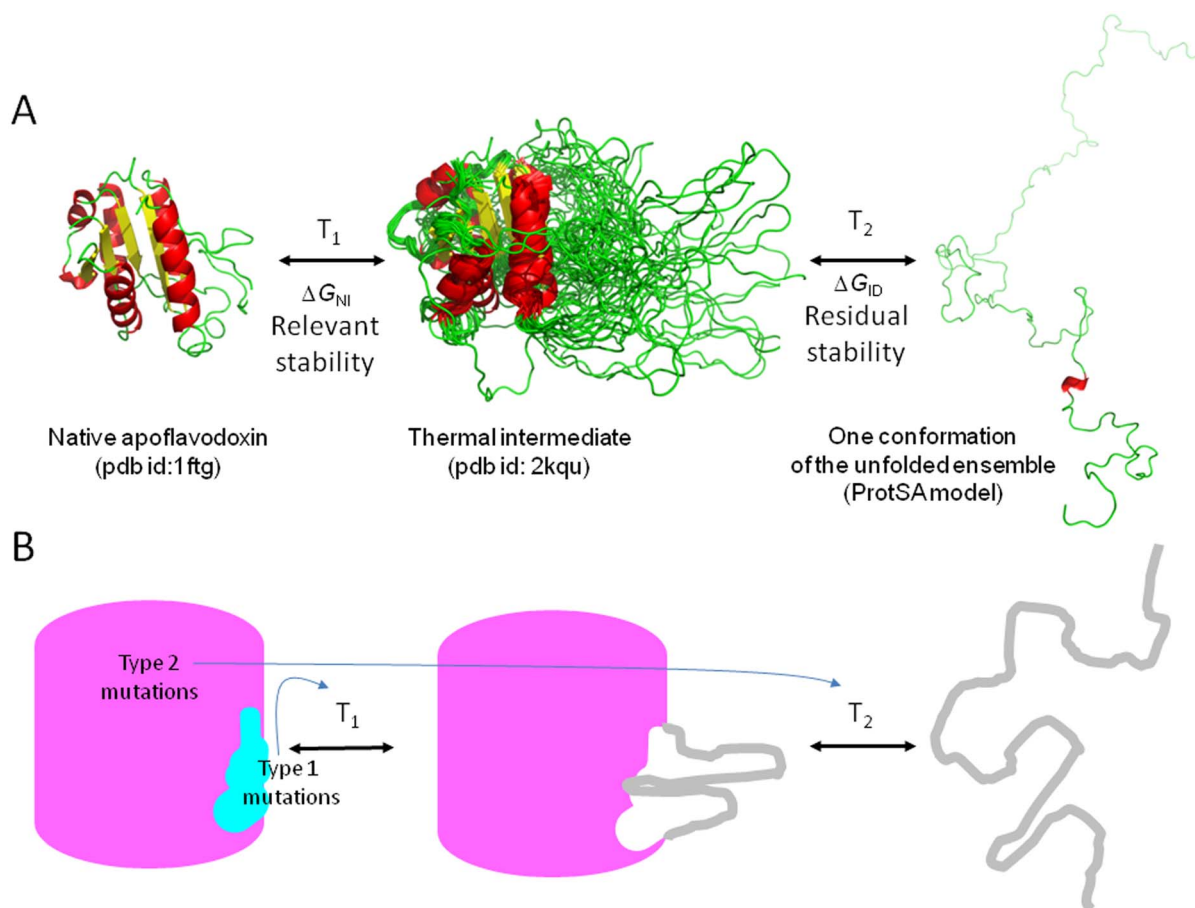 A
T1
ΔGNI
Relevant
stability
T2
ΔGID
Residual
stability
Native apoflavodoxin
(pdb id:1ftg)
Thermal intermediate
(pdb id: 2kqu)
One conformation
of the unfolded ensemble
(ProtSA model)
B
Type 2
mutations
Type 1
mutations
T1
T2